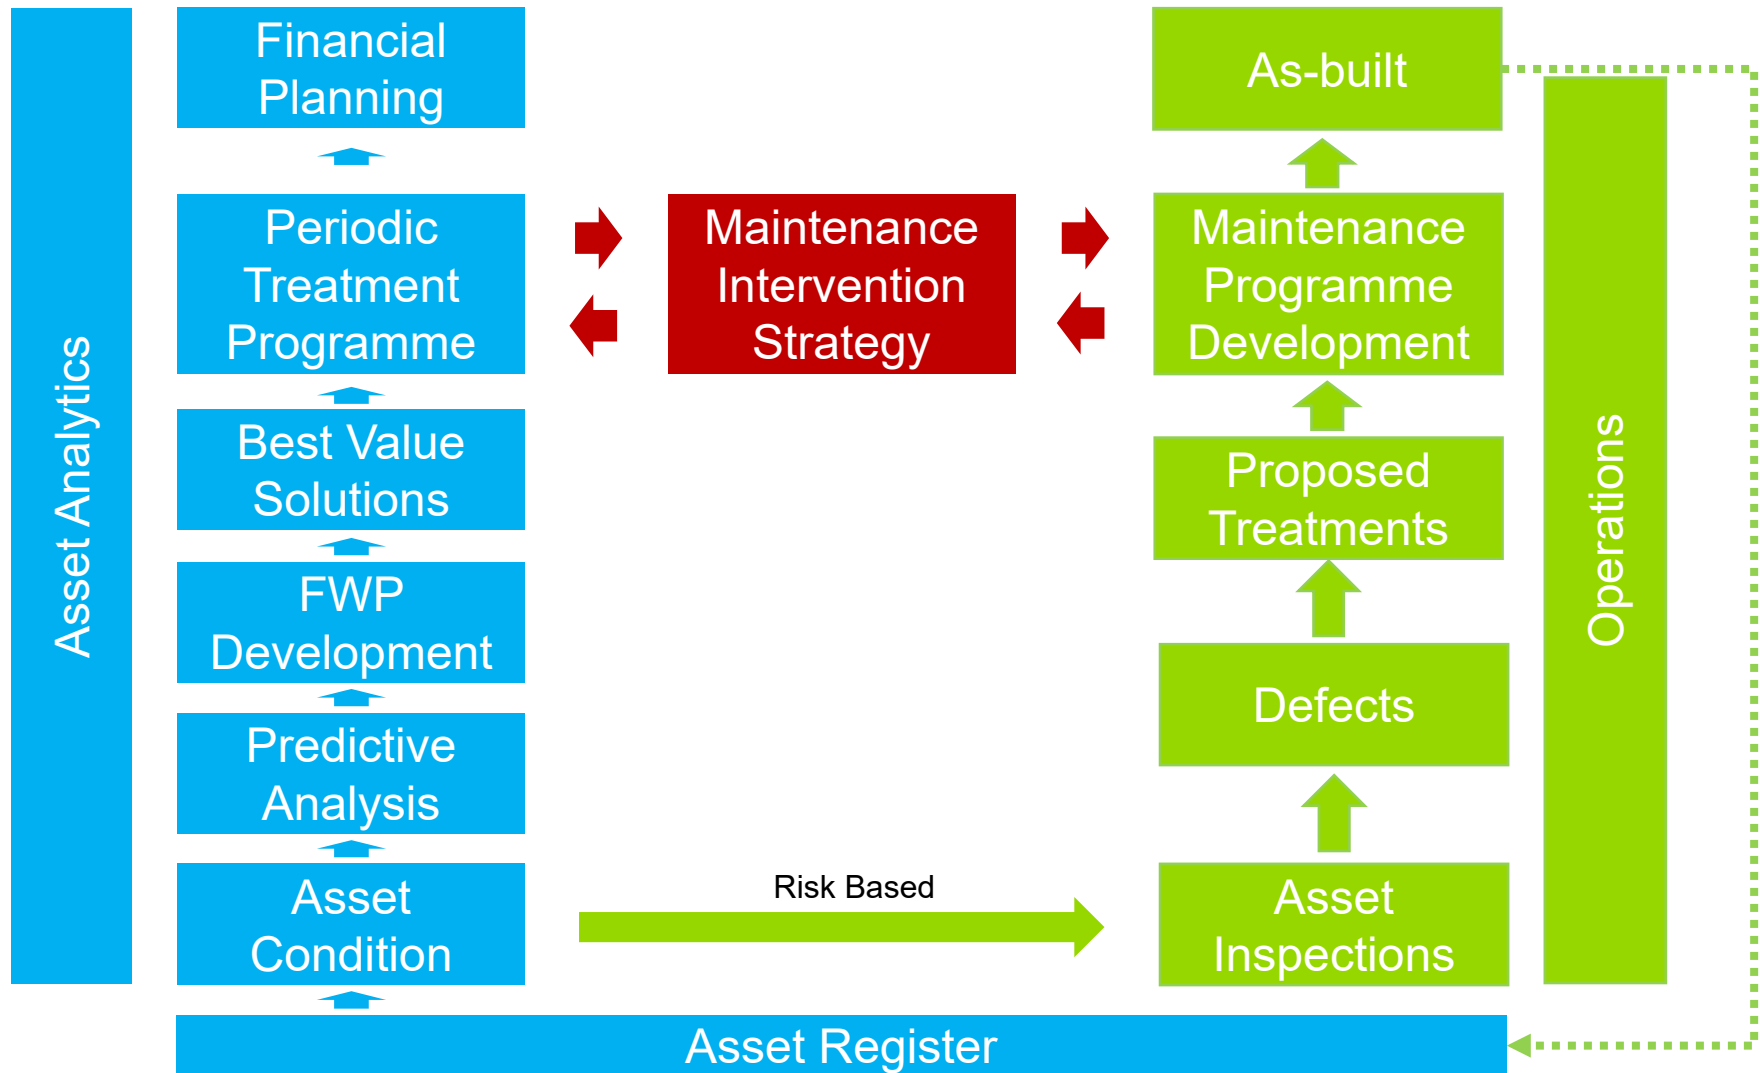 Asset Analytics
Financial
Planning
Periodic
Treatment
Programme
Best Value
Solutions
FWP
Development
Predictive
Analysis
Asset
Condition
Maintenance
Intervention
Strategy
Risk Based
As-built
Maintenance
Programme
Development
Proposed
Treatments
Defects
Asset
Inspections
Operations
Asset Register